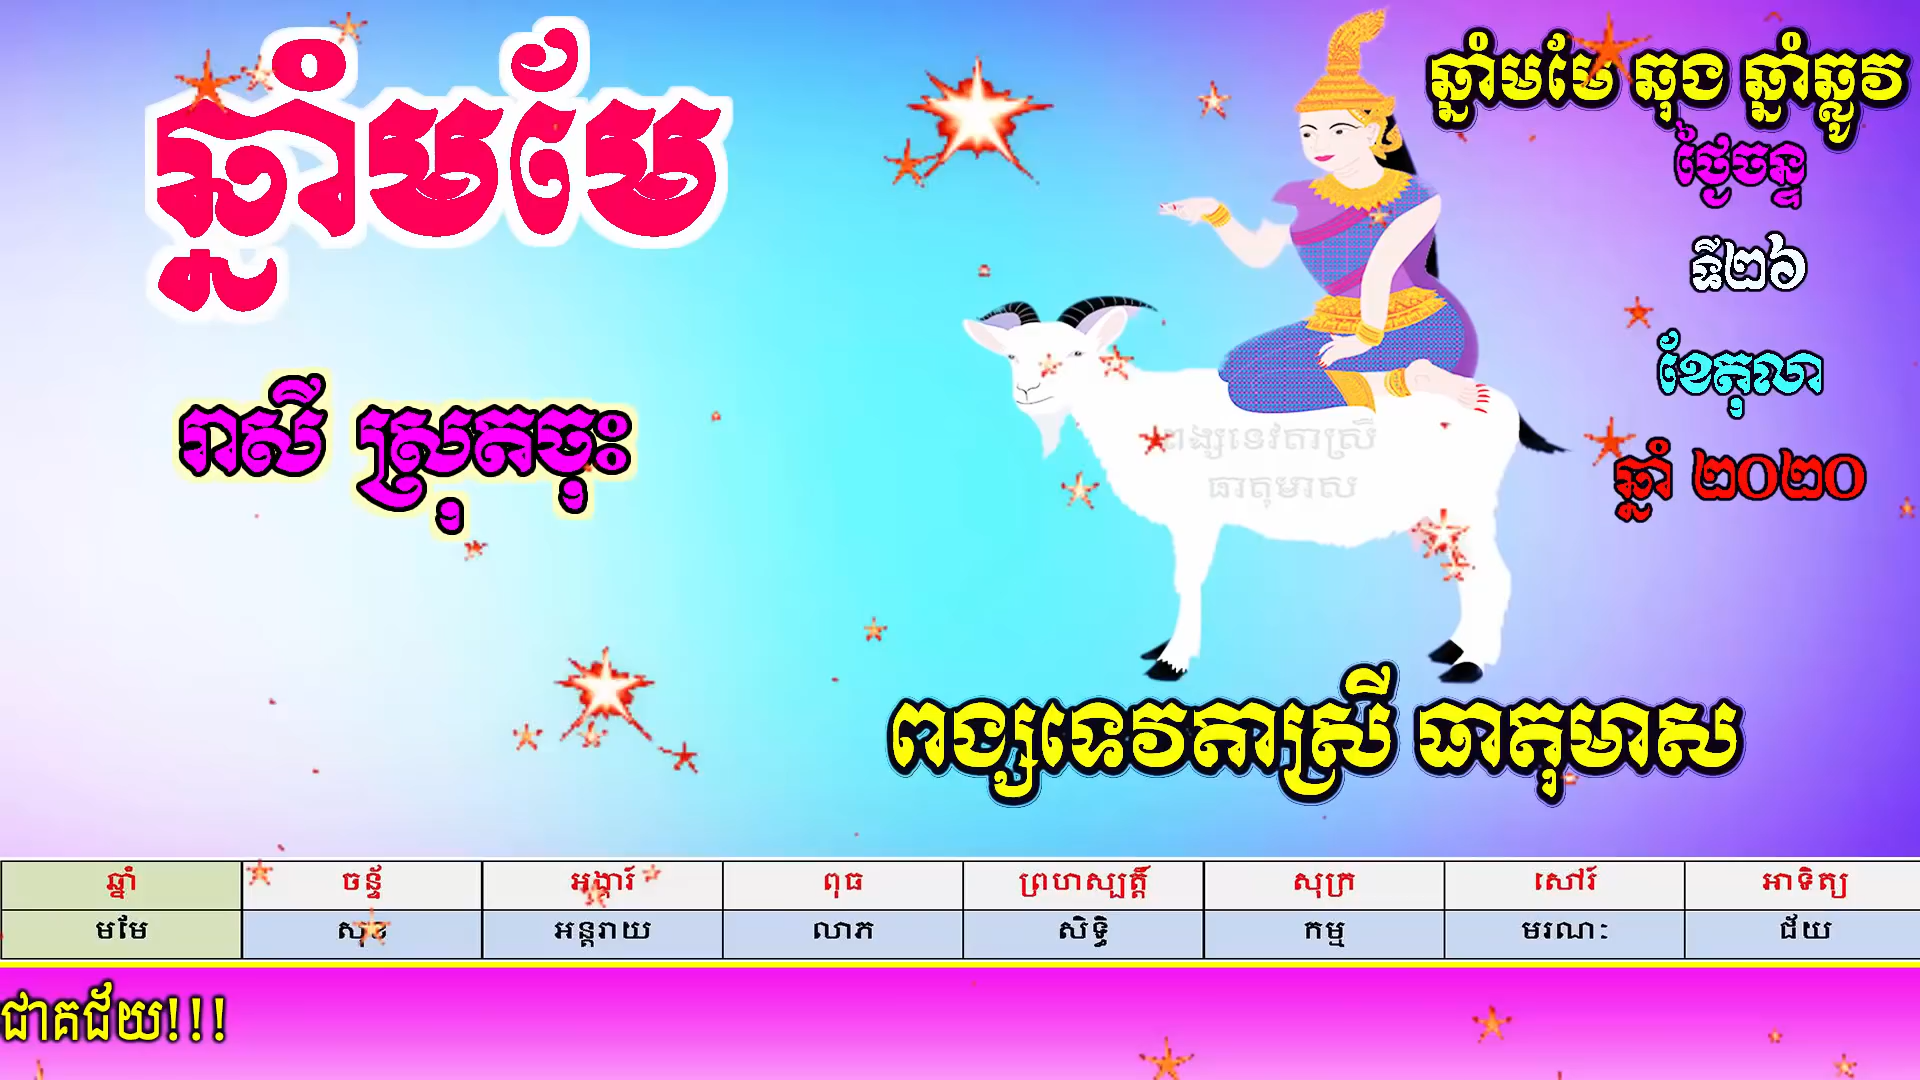 ឆ្នាំមមែ
រាសី ស្រុតចុះ
ឆ្នាំមមែ ឆុង ឆ្នាំឆ្លូវ
ថ្ងៃចន្ទ
ទី២៦
ខែតុលា
ឆ្នាំ ២០២០
ពង្សទេវតាស្រី
ធាតុមាស
ពង្សទេវតាស្រី ធាតុមាស
ឆ្នាំ ចន្ទ័ អង្គារ៍ ពុធ ព្រហស្បត្តិ៍ សុក្រ សៅរ៍ អាទិត្យ
មមែ សុខ អន្តរាយ លាភ សិទ្ធិ កម្ម មរណៈ ជ័យ
ជោគជ័យ!!!